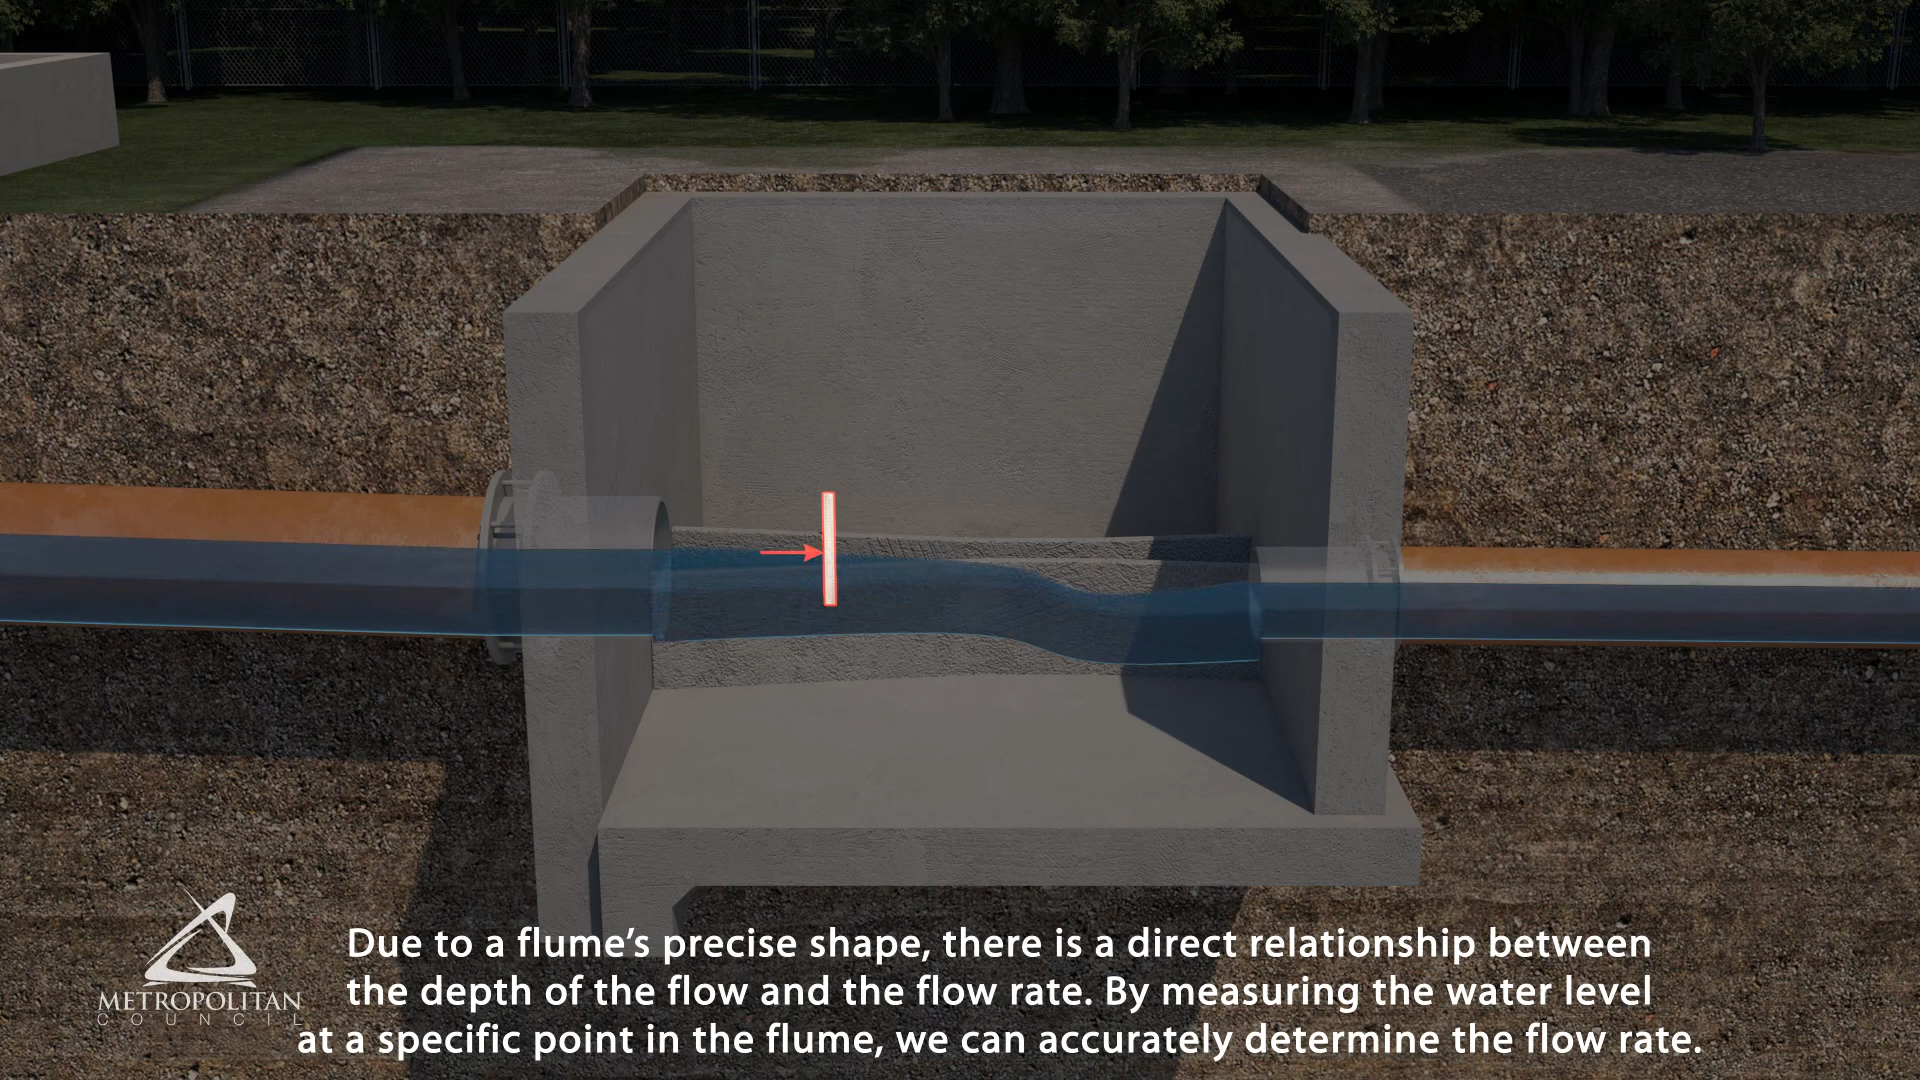 Due to a flume’s precise shape, there is a direct relationship between
the depth of the flow and the flow rate. By measuring the water level
at a specific point in the flume, we can accurately determine the flow rate.
METROPOLITAN
COUNCIL